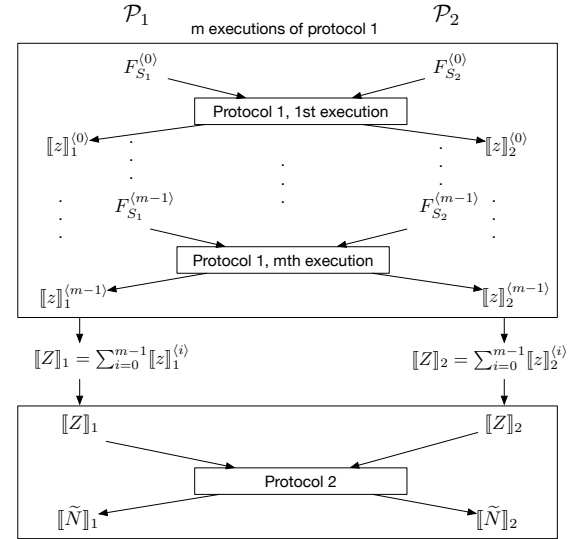 𝒫₁ 𝒫₂
m executions of protocol 1
F_{S_1}^{⟨0⟩} F_{S_2}^{⟨0⟩}
Protocol 1, 1st execution
⟦z⟧_1^{⟨0⟩} ⟦z⟧_2^{⟨0⟩}
F_{S_1}^{⟨m−1⟩} F_{S_2}^{⟨m−1⟩}
Protocol 1, mth execution
⟦z⟧_1^{⟨m−1⟩} ⟦z⟧_2^{⟨m−1⟩}
⟦Z⟧_1 = ∑_{i=0}^{m−1} ⟦z⟧_1^{⟨i⟩} ⟦Z⟧_2 = ∑_{i=0}^{m−1} ⟦z⟧_2^{⟨i⟩}
⟦Z⟧_1 ⟦Z⟧_2
Protocol 2
⟦Ñ⟧_1 ⟦Ñ⟧_2